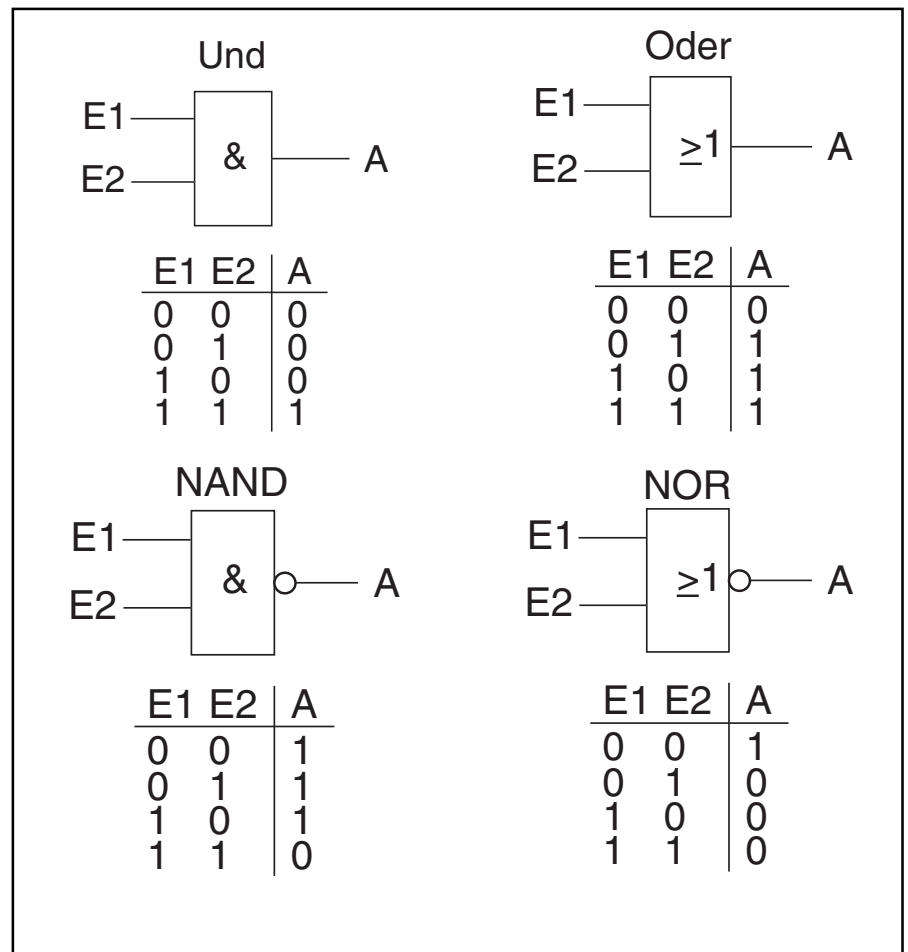 Und
E1
&
A
E2
E1 E2 A
0 0 0
0 1 0
1 0 0
1 1 1
Oder
E1
≥1
A
E2
E1 E2 A
0 0 0
0 1 1
1 0 1
1 1 1
NAND
E1
&
A
E2
E1 E2 A
0 0 1
0 1 1
1 0 1
1 1 0
NOR
E1
≥1
A
E2
E1 E2 A
0 0 1
0 1 0
1 0 0
1 1 0